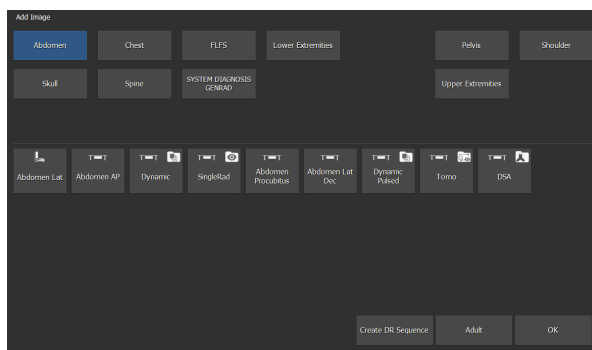 Add Image
Abdomen
Chest
FLFS
Lower Extremities
Pelvis
Shoulder
Skull
Spine
SYSTEM DIAGNOSIS
GENRAD
Upper Extremities
Abdomen Lat
Abdomen AP
Dynamic
SingleRad
Abdomen
Procubitus
Abdomen Lat
Dec
Dynamic
Pulsed
Tomo
DSA
Create DR Sequence
Adult
OK